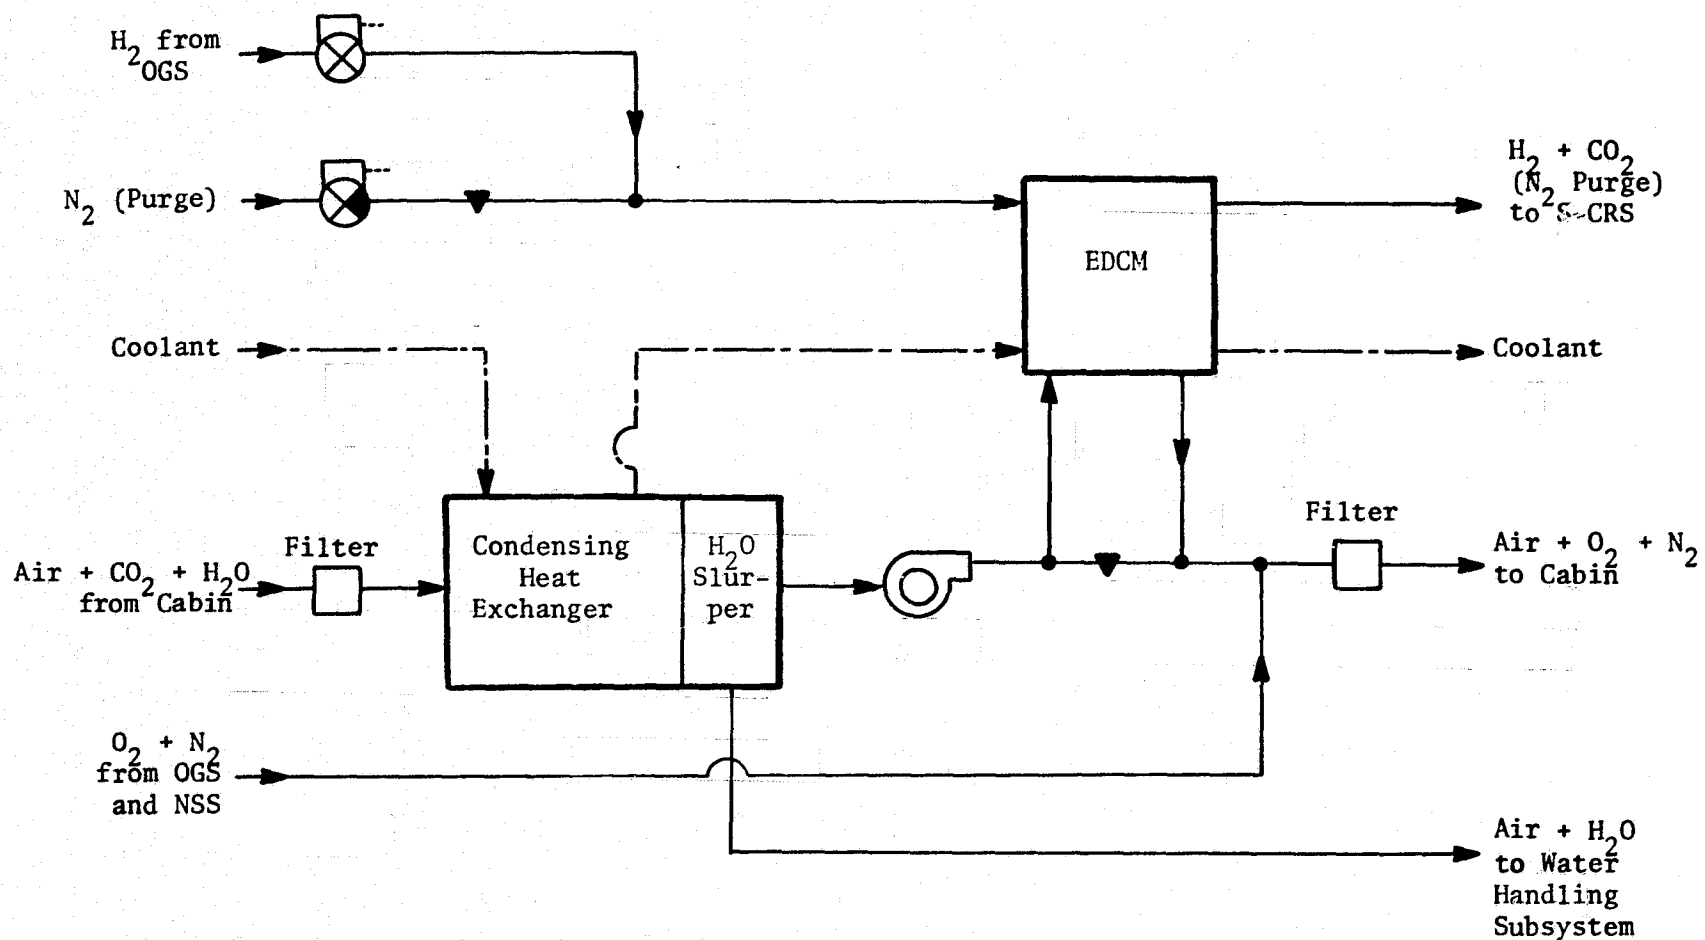 H2 from
OGS
N2 (Purge)
H2 + CO2
(N2 Purge)
to S-CRS
EDCM
Coolant
Coolant
Filter
Air + CO2 + H2O
from Cabin
Condensing
Heat
Exchanger
H2O
Slur-
per
Filter
Air + O2 + N2
to Cabin
O2 + N2
from OGS
and NSS
Air + H2O
to Water
Handling
Subsystem